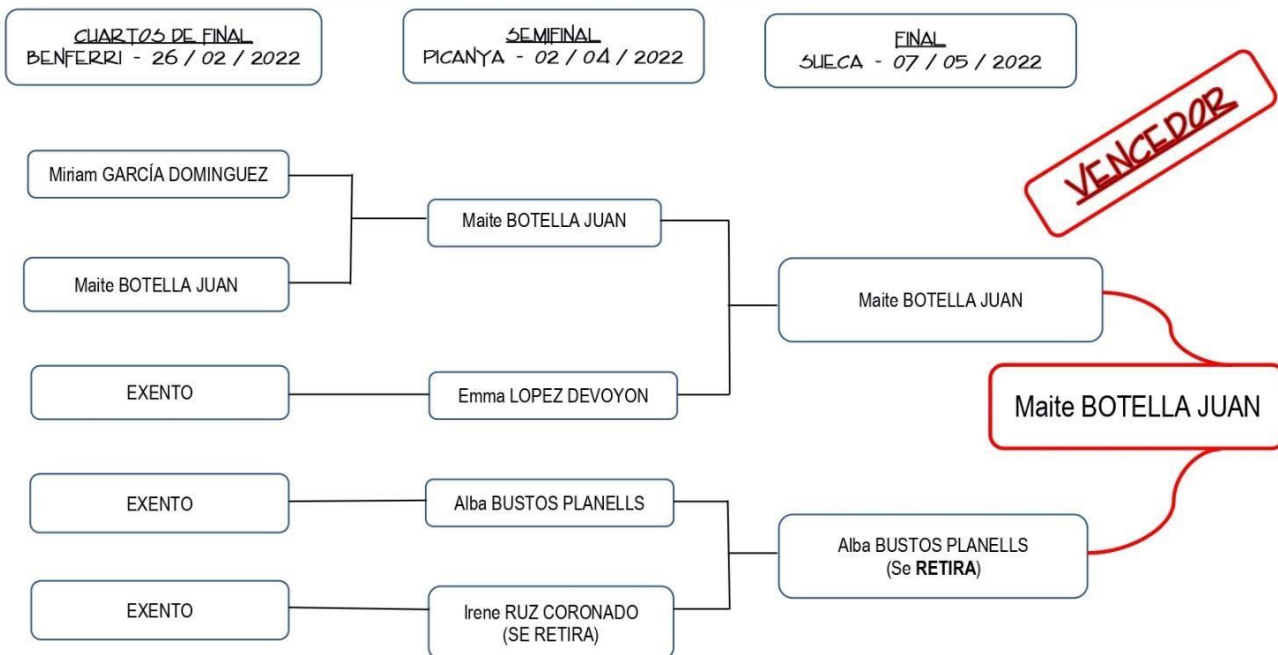 CUARTOS DE FINAL
BENFERRI - 26 / 02 / 2022
SEMIFINAL
PICANYA - 02 / 04 / 2022
FINAL
SUECA - 07 / 05 / 2022
VENCEDOR
Miriam GARCÍA DOMINGUEZ
Maite BOTELLA JUAN
Maite BOTELLA JUAN
Maite BOTELLA JUAN
EXENTO
Emma LOPEZ DEVOYON
Maite BOTELLA JUAN
EXENTO
Alba BUSTOS PLANELLS
Alba BUSTOS PLANELLS
(Se RETIRA)
EXENTO
Irene RUZ CORONADO
(SE RETIRA)